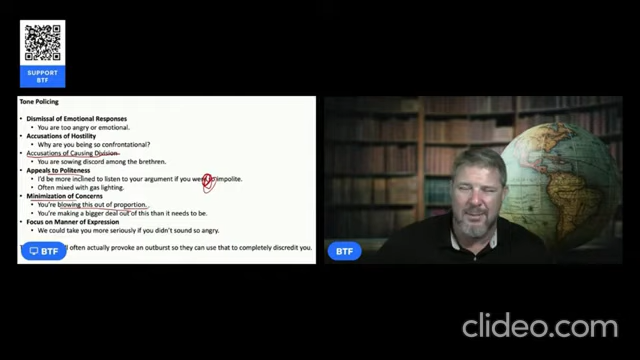 SUPPORT
BTF
Tone Policing
• Dismissal of Emotional Responses
• You are too angry or emotional.
• Accusations of Hostility
• Why are you being so confrontational?
• Accusations of Causing Division
• You are sowing discord among the brethren.
• Appeals to Politeness
• I'd be more inclined to listen to your argument if you impolite.
• Often mixed with gas lighting.
• Minimization of Concerns
• You're blowing this out of proportion.
• You're making a bigger deal out of this than it needs to be.
• Focus on Manner of Expression
• We could take you more seriously if you didn't sound so angry.
often actually provoke an outburst so they can use that to completely discredit you.
BTF
BTF
clideo.com